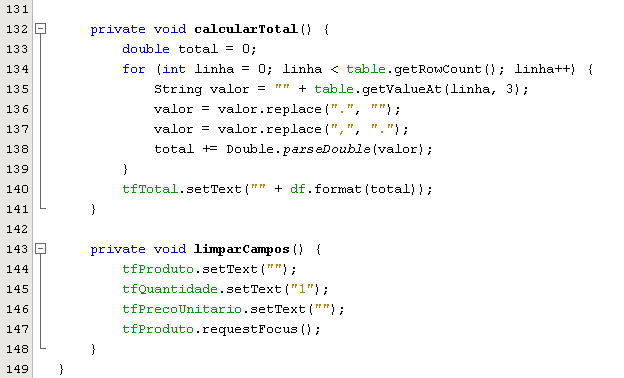 131
132 private void calcularTotal() {
133 double total = 0;
134 for (int linha = 0; linha < table.getRowCount(); linha++) {
135 String valor = "" + table.getValueAt(linha, 3);
136 valor = valor.replace(".", "");
137 valor = valor.replace(",", ".");
138 total += Double.parseDouble(valor);
139 }
140 tfTotal.setText("" + df.format(total));
141 }
142
143 private void limparCampos() {
144 tfProduto.setText("");
145 tfQuantidade.setText("1");
146 tfPrecoUnitario.setText("");
147 tfProduto.requestFocus();
148 }
149 }